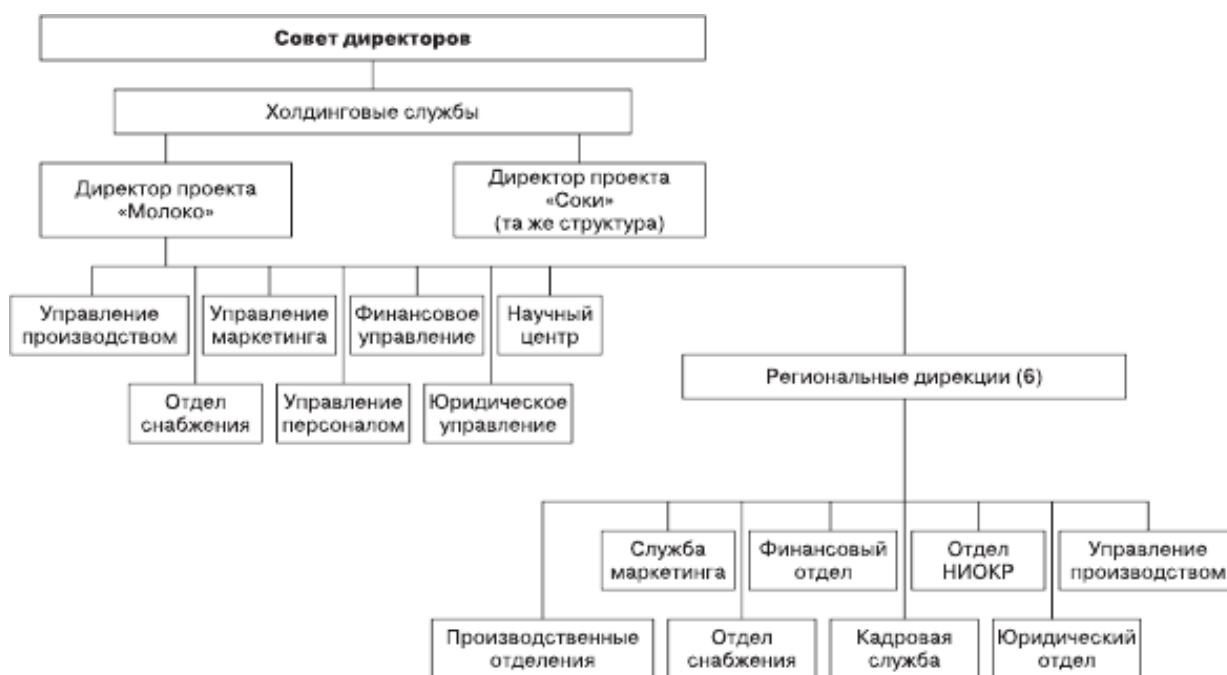 Совет директоров
Холдинговые службы
Директор проекта
«Молоко»
Директор проекта
«Соки»
(та же структура)
Управление
производством
Управление
маркетинга
Финансовое
управление
Научный
центр
Отдел
снабжения
Управление
персоналом
Юридическое
управление
Региональные дирекции (6)
Служба
маркетинга
Финансовый
отдел
Отдел
НИОКР
Управление
производством
Производственные
отделения
Отдел
снабжения
Кадровая
служба
Юридический
отдел